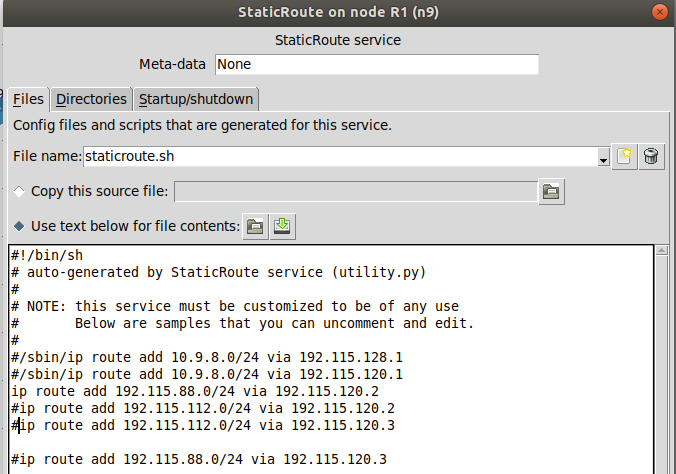 StaticRoute on node R1 (n9)
StaticRoute service
Meta-data None
Files Directories Startup/shutdown
Config files and scripts that are generated for this service.
File name: staticroute.sh
Copy this source file:
Use text below for file contents:
#!/bin/sh
# auto-generated by StaticRoute service (utility.py)
#
# NOTE: this service must be customized to be of any use
#       Below are samples that you can uncomment and edit.
#
#/sbin/ip route add 10.9.8.0/24 via 192.115.128.1
#/sbin/ip route add 10.9.8.0/24 via 192.115.120.1
ip route add 192.115.88.0/24 via 192.115.120.2
#ip route add 192.115.112.0/24 via 192.115.120.2
#ip route add 192.115.112.0/24 via 192.115.120.3
#ip route add 192.115.88.0/24 via 192.115.120.3